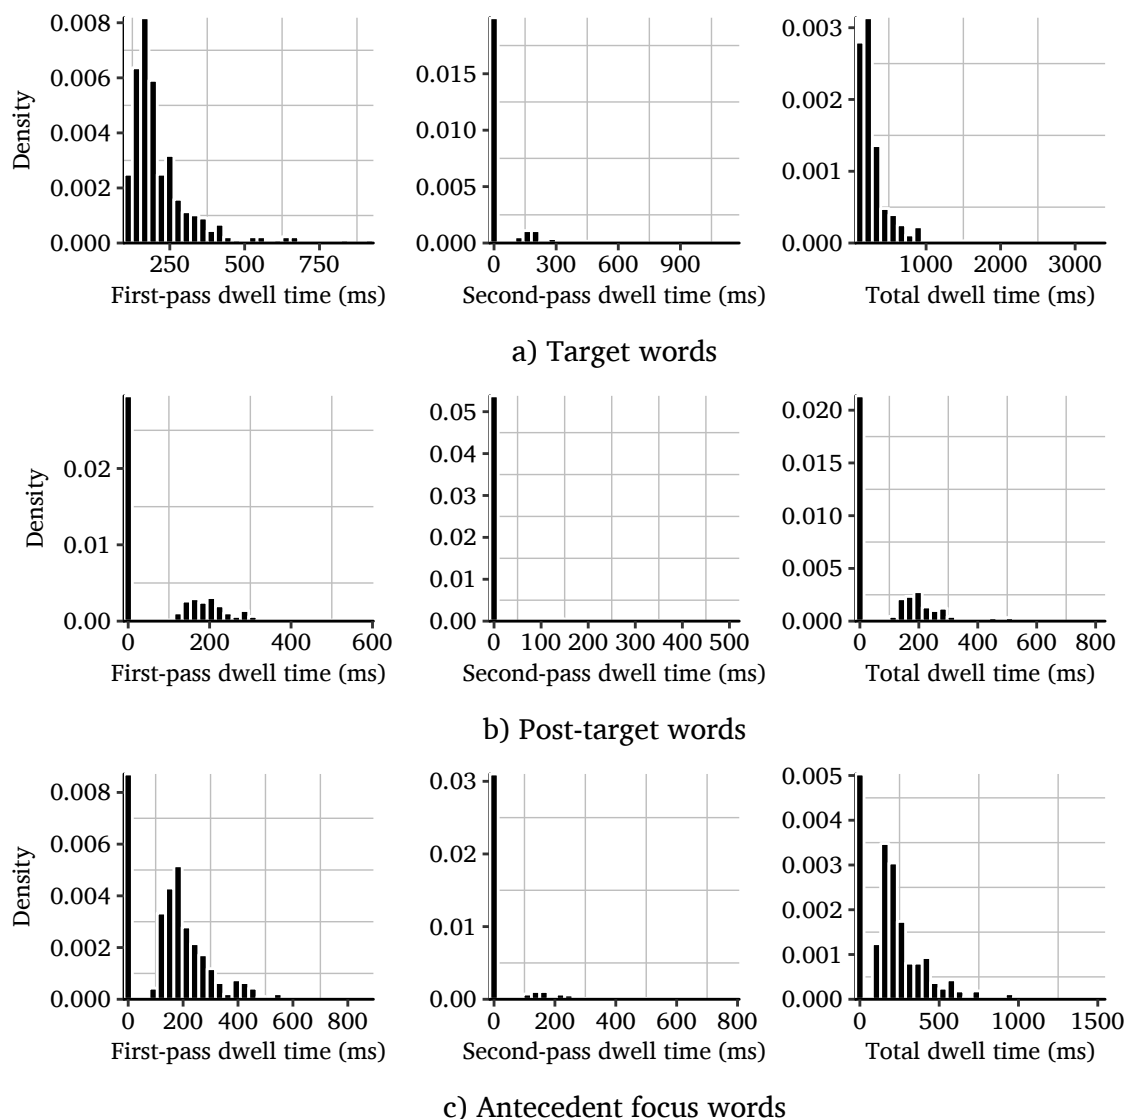 Density
0.008
0.006
0.004
0.002
0.000
250 500 750
First-pass dwell time (ms)
0.015
0.010
0.005
0.000
0 300 600 900
Second-pass dwell time (ms)
0.003
0.002
0.001
0.000
1000 2000 3000
Total dwell time (ms)
a) Target words
Density
0.02
0.01
0.00
0 200 400 600
First-pass dwell time (ms)
0.05
0.04
0.03
0.02
0.01
0.00
0 100 200 300 400 500
Second-pass dwell time (ms)
0.020
0.015
0.010
0.005
0.000
0 200 400 600 800
Total dwell time (ms)
b) Post-target words
Density
0.008
0.006
0.004
0.002
0.000
0 200 400 600 800
First-pass dwell time (ms)
0.03
0.02
0.01
0.00
0 200 400 600 800
Second-pass dwell time (ms)
0.005
0.004
0.003
0.002
0.001
0.000
0 500 1000 1500
Total dwell time (ms)
c) Antecedent focus words